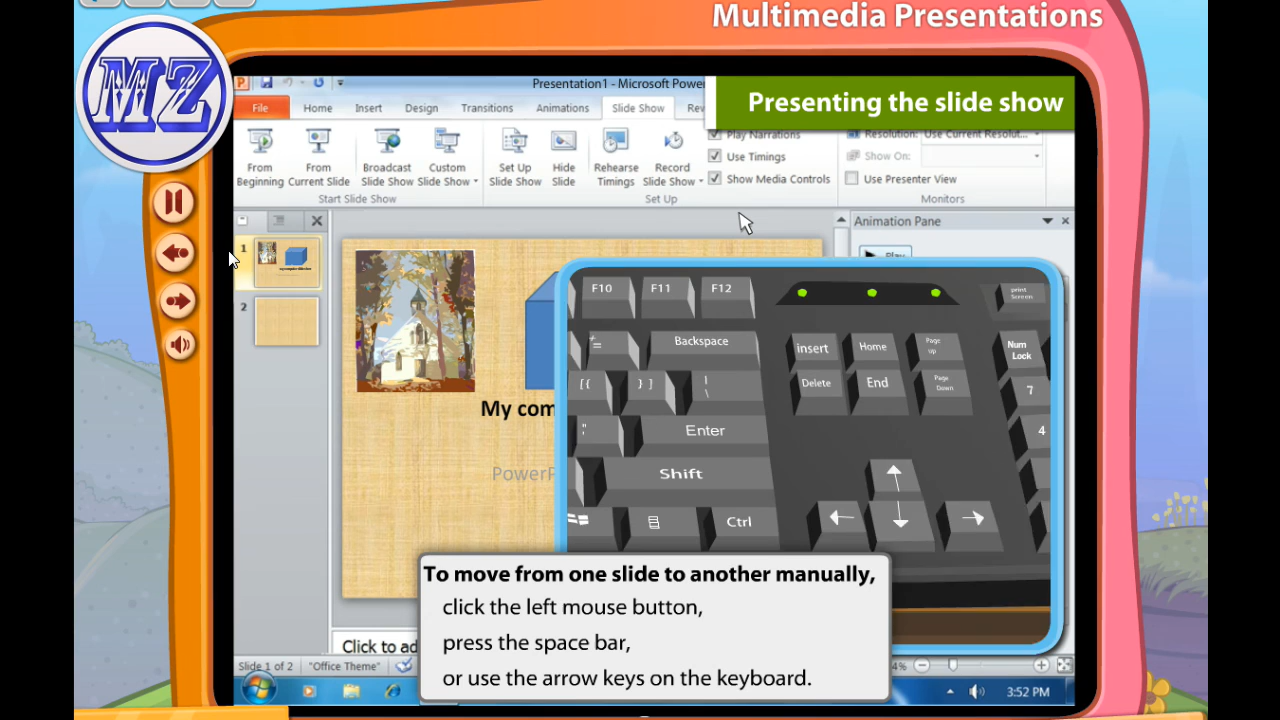 Multimedia Presentations
MZ
Presentation1 - Microsoft Power
Presenting the slide show
File Home Insert Design Transitions Animations Slide Show Rev
From Beginning
From Current Slide
Broadcast Slide Show
Custom Slide Show
Start Slide Show
Set Up Slide Show
Hide Slide
Rehearse Timings
Record Slide Show
Play Narrations
Use Timings
Show Media Controls
Set Up
Resolution: Use Current Resolut...
Show On:
Use Presenter View
Monitors
Animation Pane
Play
1
2
My com
PowerP
F10 F11 F12
print Screen
+ =
Backspace
insert Home Page up
Num Lock
[ { } ] | \
Delete End Page Down
7
" '
Enter
4
Shift
Ctrl
To move from one slide to another manually,
click the left mouse button,
press the space bar,
or use the arrow keys on the keyboard.
Click to ad
Slide 1 of 2 "Office Theme"
4%
3:52 PM